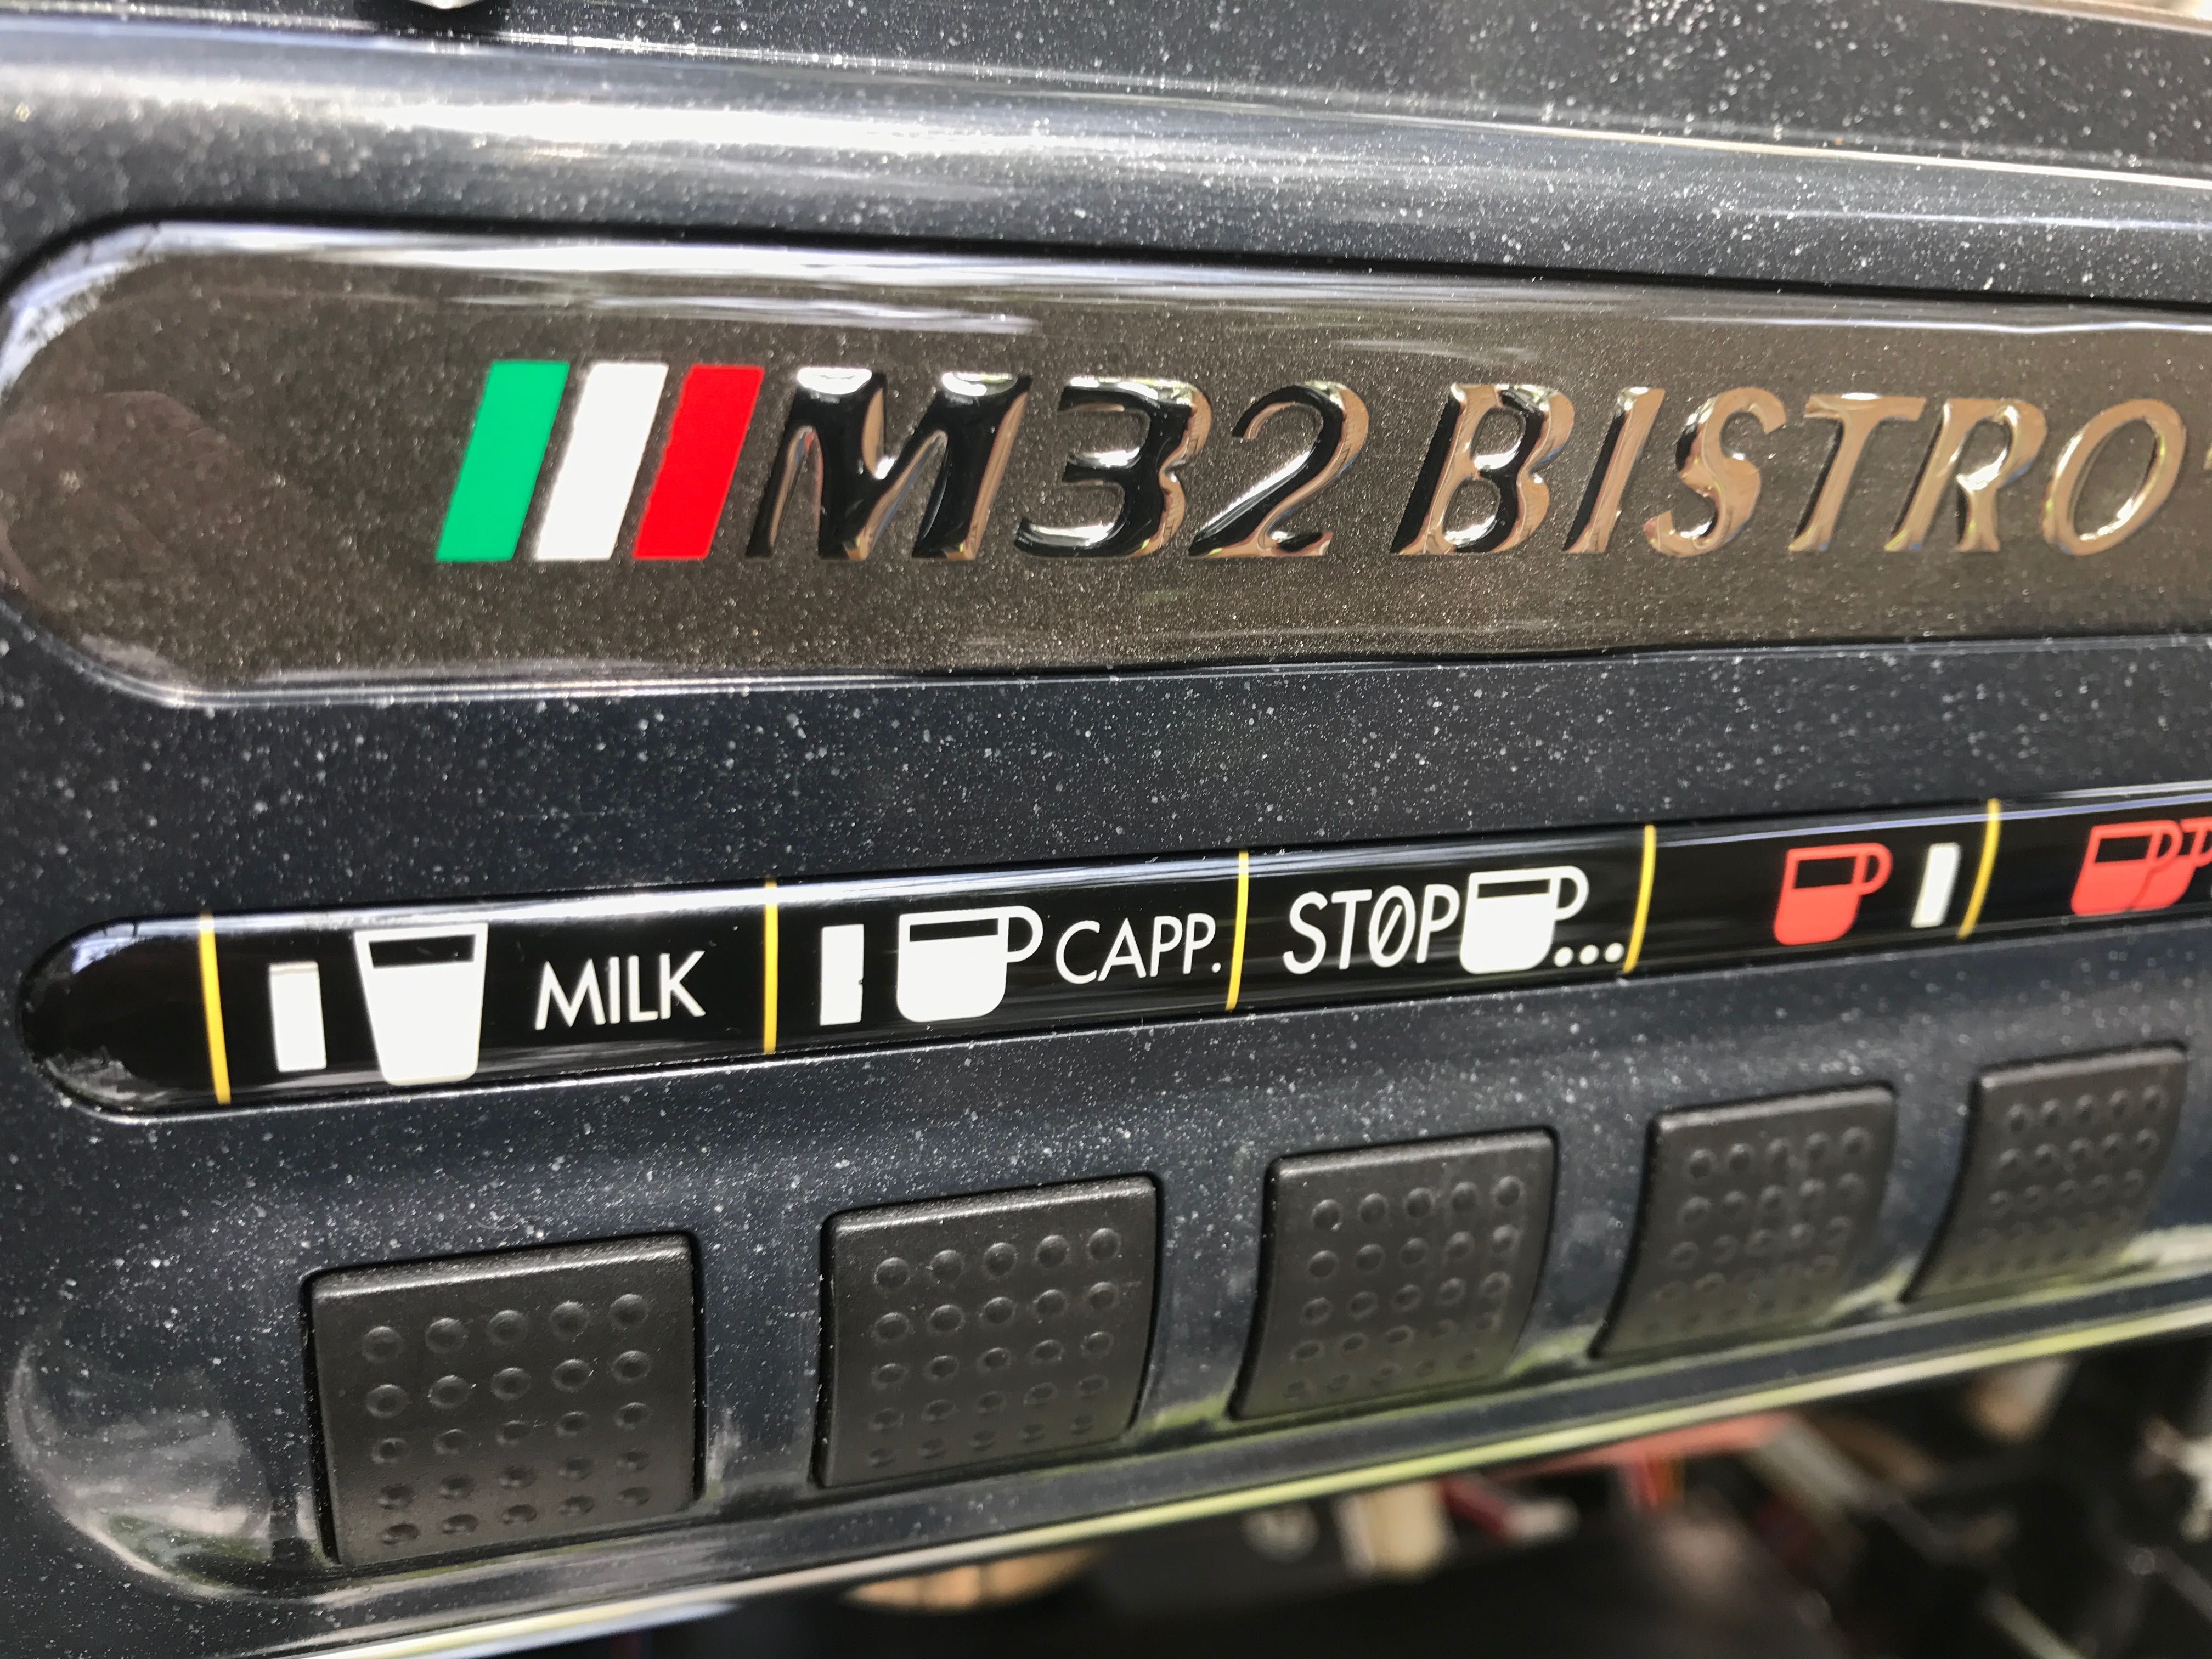 M32 BISTRO
MILK CAPP. STØP...